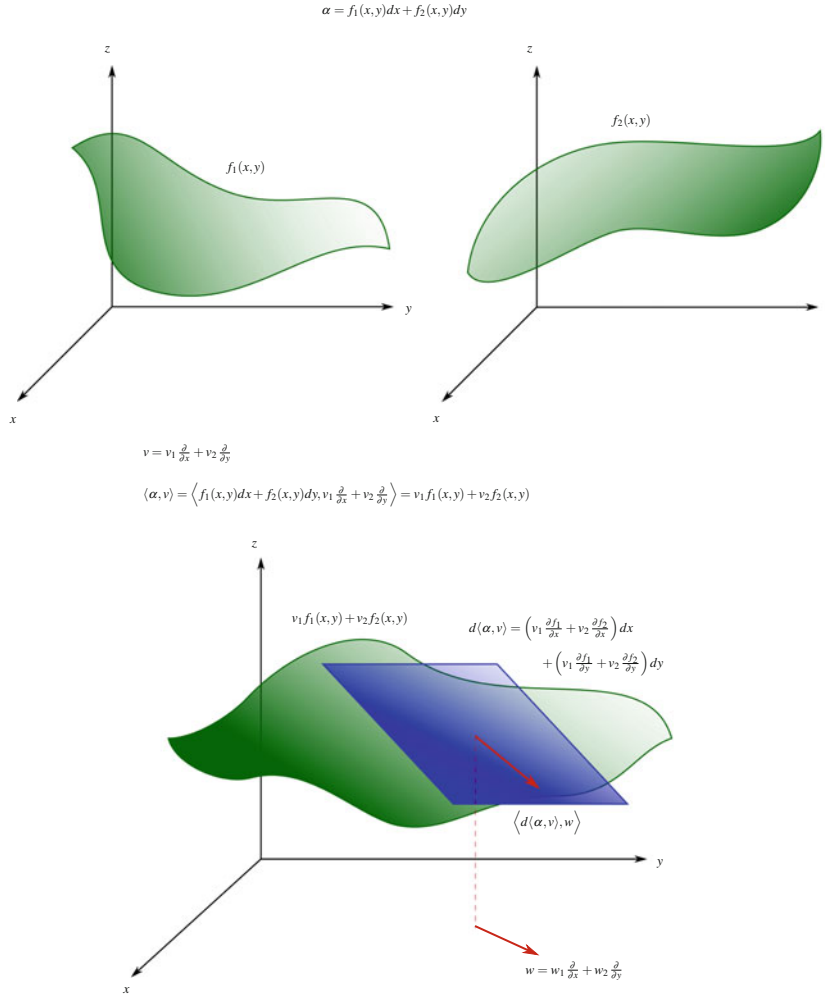 α = f₁(x,y)dx + f₂(x,y)dy
z
f₁(x,y)
y
x
z
f₂(x,y)
x
v = v₁ ∂/∂x + v₂ ∂/∂y
⟨α,v⟩ = ⟨f₁(x,y)dx + f₂(x,y)dy, v₁ ∂/∂x + v₂ ∂/∂y⟩ = v₁f₁(x,y) + v₂f₂(x,y)
z
v₁f₁(x,y) + v₂f₂(x,y)
d⟨α,v⟩ = (v₁ ∂f₁/∂x + v₂ ∂f₂/∂x) dx
+ (v₁ ∂f₁/∂y + v₂ ∂f₂/∂y) dy
⟨d⟨α,v⟩,w⟩
y
w = w₁ ∂/∂x + w₂ ∂/∂y
x